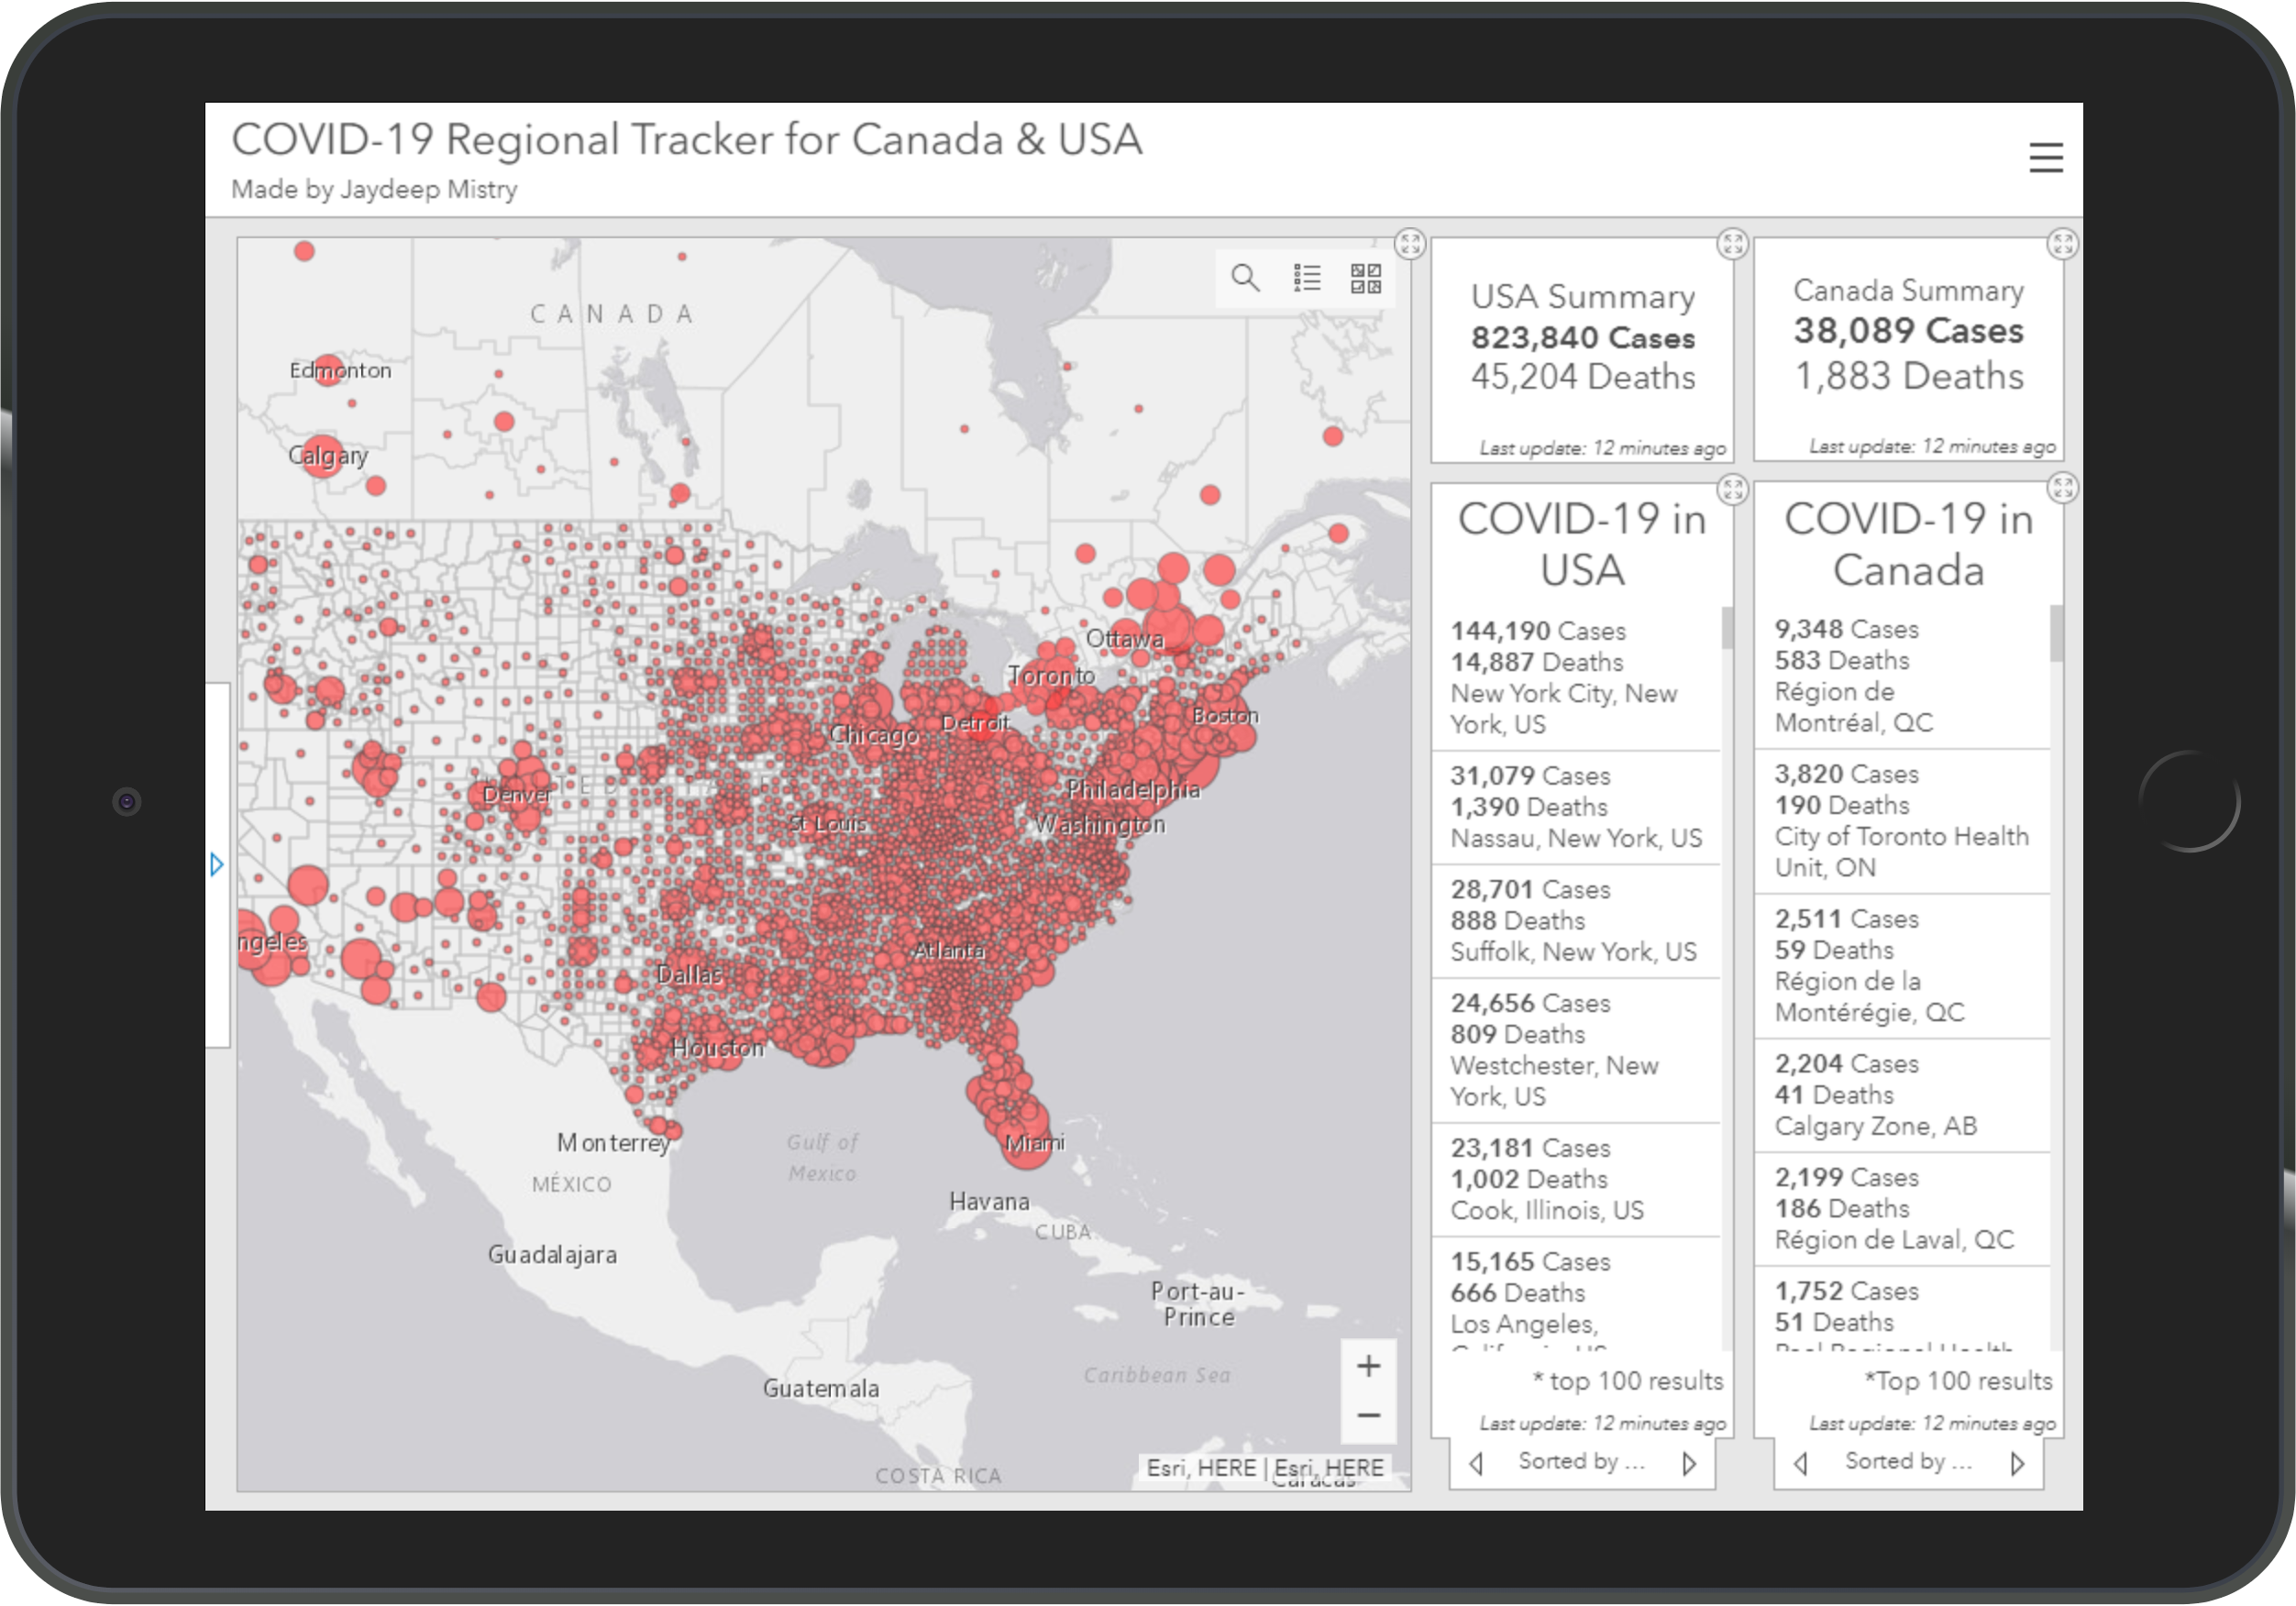 COVID-19 Regional Tracker for Canada & USA
Made by Jaydeep Mistry
CANADA
Edmonton
Calgary
Ottawa
Toronto
Boston
Detroit
Chicago
Philadelphia
Denver
St Louis
Washington
ngeles
Atlanta
Dallas
Houston
Monterrey
Miami
Gulf of
Mexico
MÉXICO
Havana
CUBA
Guadalajara
Port-au-
Prince
Caribbean Sea
Guatemala
COSTA RICA
Caracas
Esri, HERE | Esri, HERE
+
−
USA Summary
823,840 Cases
45,204 Deaths
Last update: 12 minutes ago
Canada Summary
38,089 Cases
1,883 Deaths
Last update: 12 minutes ago
COVID-19 in
USA
144,190 Cases
14,887 Deaths
New York City, New
York, US
31,079 Cases
1,390 Deaths
Nassau, New York, US
28,701 Cases
888 Deaths
Suffolk, New York, US
24,656 Cases
809 Deaths
Westchester, New
York, US
23,181 Cases
1,002 Deaths
Cook, Illinois, US
15,165 Cases
666 Deaths
Los Angeles,
California, US
* top 100 results
Last update: 12 minutes ago
Sorted by ...
COVID-19 in
Canada
9,348 Cases
583 Deaths
Région de
Montréal, QC
3,820 Cases
190 Deaths
City of Toronto Health
Unit, ON
2,511 Cases
59 Deaths
Région de la
Montérégie, QC
2,204 Cases
41 Deaths
Calgary Zone, AB
2,199 Cases
186 Deaths
Région de Laval, QC
1,752 Cases
51 Deaths
Peel Regional Health
*Top 100 results
Last update: 12 minutes ago
Sorted by ...